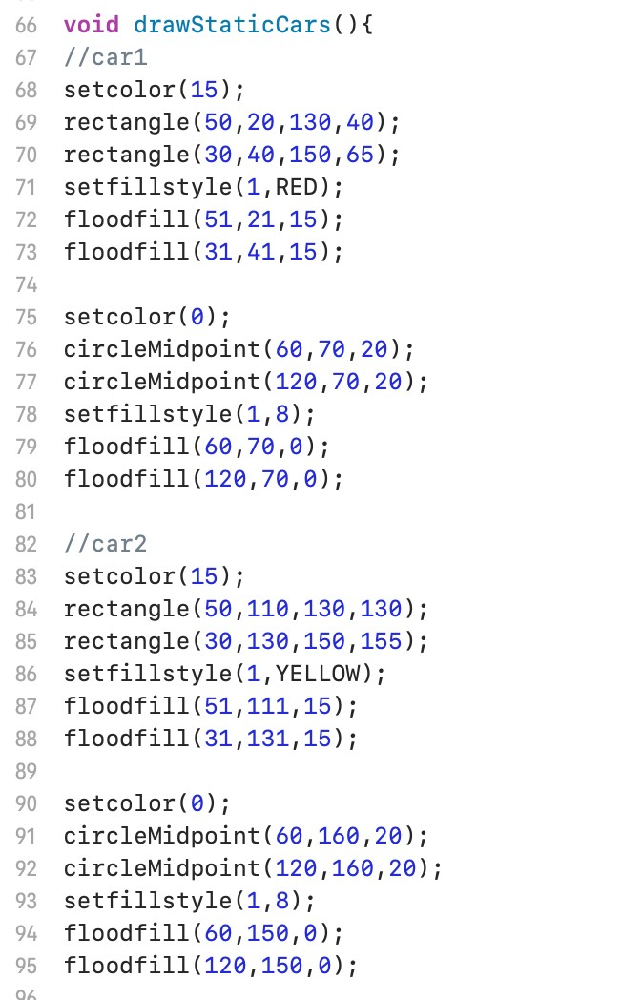 66 void drawStaticCars(){
67 //car1
68 setcolor(15);
69 rectangle(50,20,130,40);
70 rectangle(30,40,150,65);
71 setfillstyle(1,RED);
72 floodfill(51,21,15);
73 floodfill(31,41,15);
74
75 setcolor(0);
76 circleMidpoint(60,70,20);
77 circleMidpoint(120,70,20);
78 setfillstyle(1,8);
79 floodfill(60,70,0);
80 floodfill(120,70,0);
81
82 //car2
83 setcolor(15);
84 rectangle(50,110,130,130);
85 rectangle(30,130,150,155);
86 setfillstyle(1,YELLOW);
87 floodfill(51,111,15);
88 floodfill(31,131,15);
89
90 setcolor(0);
91 circleMidpoint(60,160,20);
92 circleMidpoint(120,160,20);
93 setfillstyle(1,8);
94 floodfill(60,150,0);
95 floodfill(120,150,0);
96